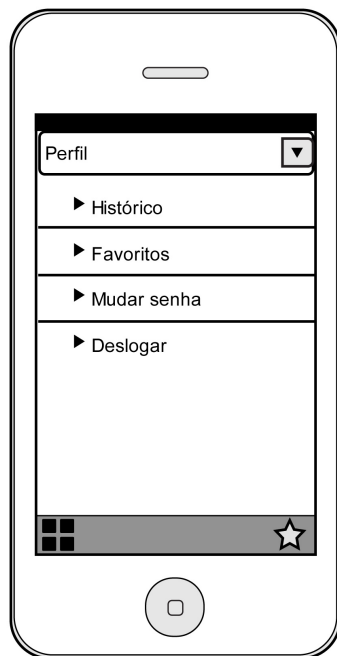 Perfil
Histórico
Favoritos
Mudar senha
Deslogar